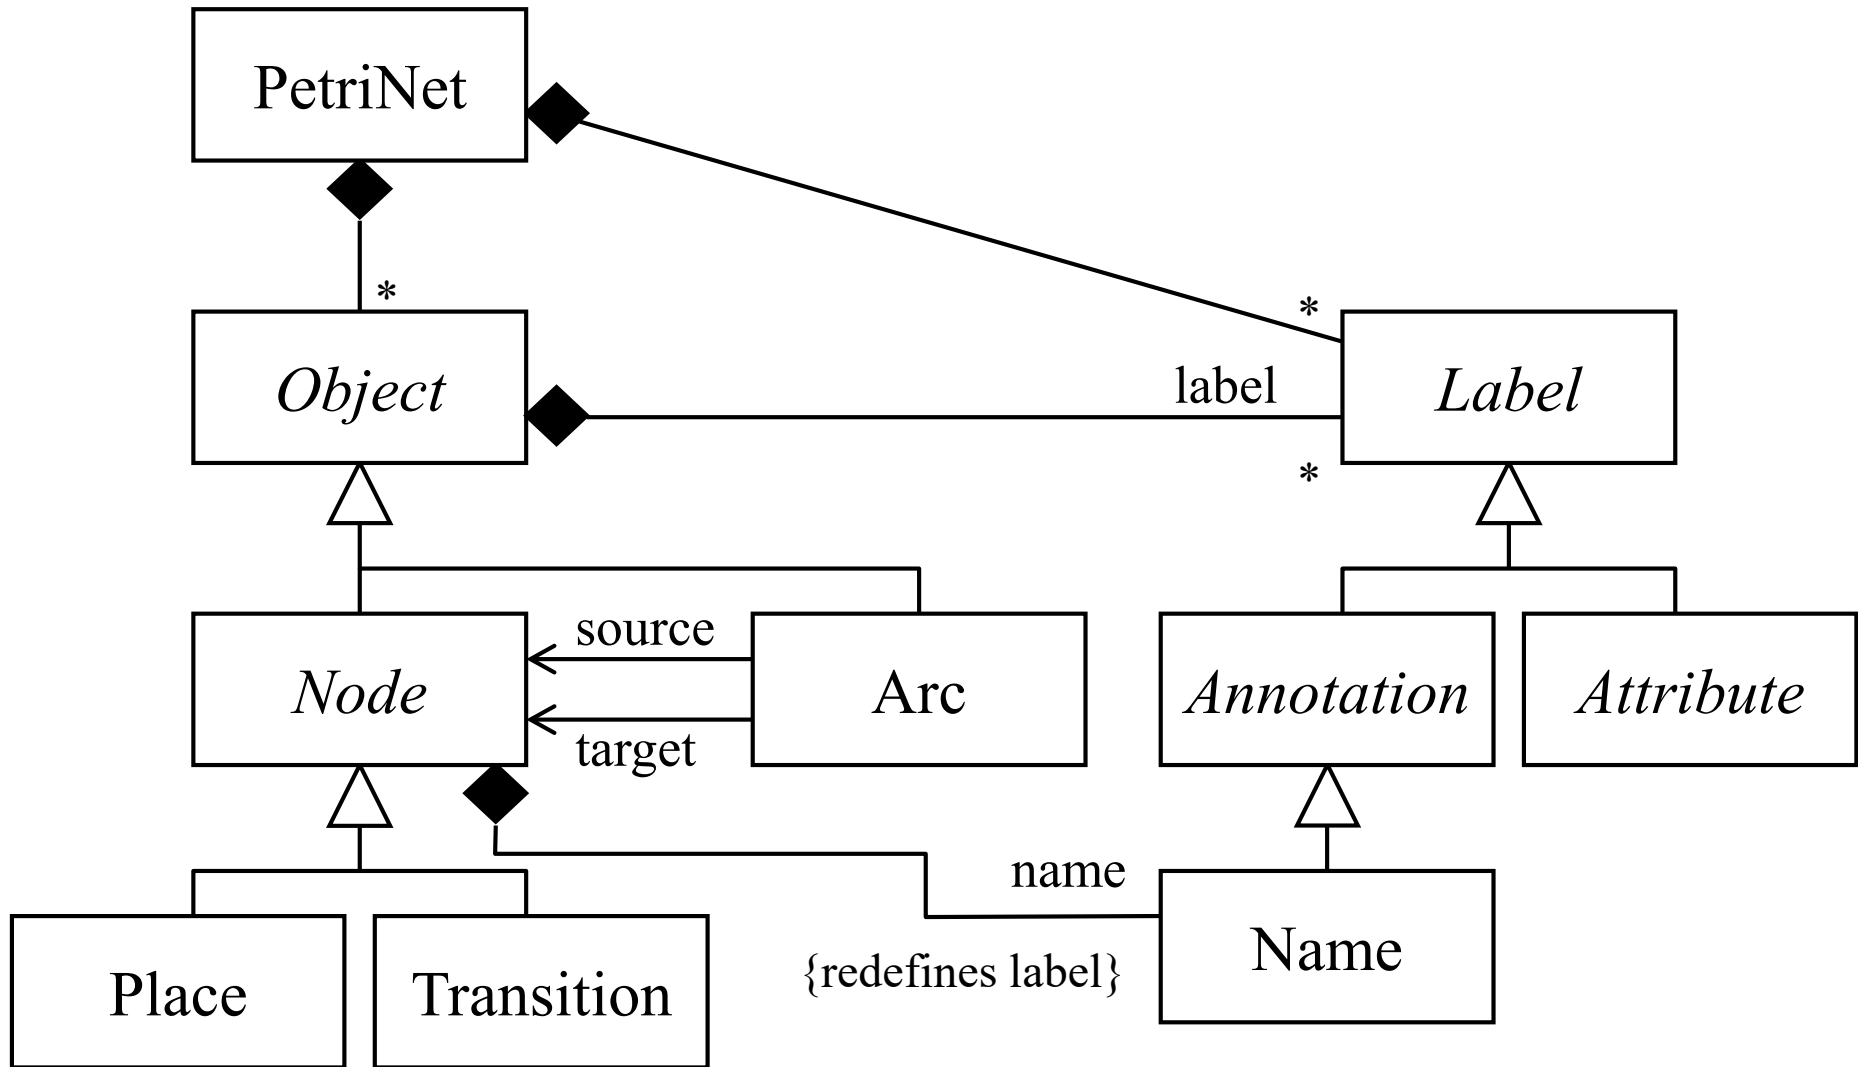 PetriNet
*
*
Object
label
Label
*
source
Node
Arc
Annotation
Attribute
target
name
{redefines label}
Name
Place
Transition